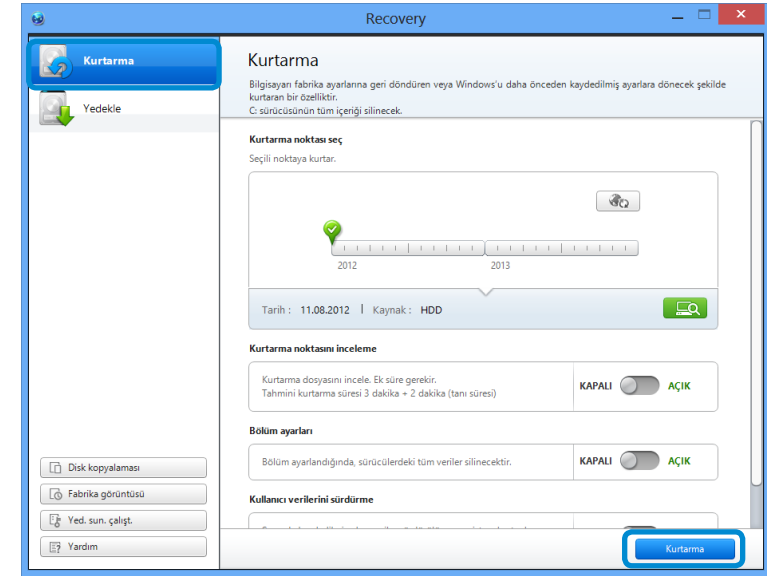 Recovery
Kurtarma
Yedekle
Disk kopyalaması
Fabrika görüntüsü
Yed. sun. çalışt.
Yardım
Kurtarma
Bilgisayarı fabrika ayarlarına geri döndüren veya Windows'u daha önceden kaydedilmiş ayarlara dönecek şekilde
kurtaran bir özelliktir.
C: sürücüsünün tüm içeriği silinecek.
Kurtarma noktası seç
Seçili noktaya kurtar.
2012 2013
Tarih : 11.08.2012 | Kaynak : HDD
Kurtarma noktasını inceleme
Kurtarma dosyasını incele. Ek süre gerekir.
Tahmini kurtarma süresi 3 dakika + 2 dakika (tanı süresi)
KAPALI AÇIK
Bölüm ayarları
Bölüm ayarlandığında, sürücülerdeki tüm veriler silinecektir.
KAPALI AÇIK
Kullanıcı verilerini sürdürme
Kurtarma